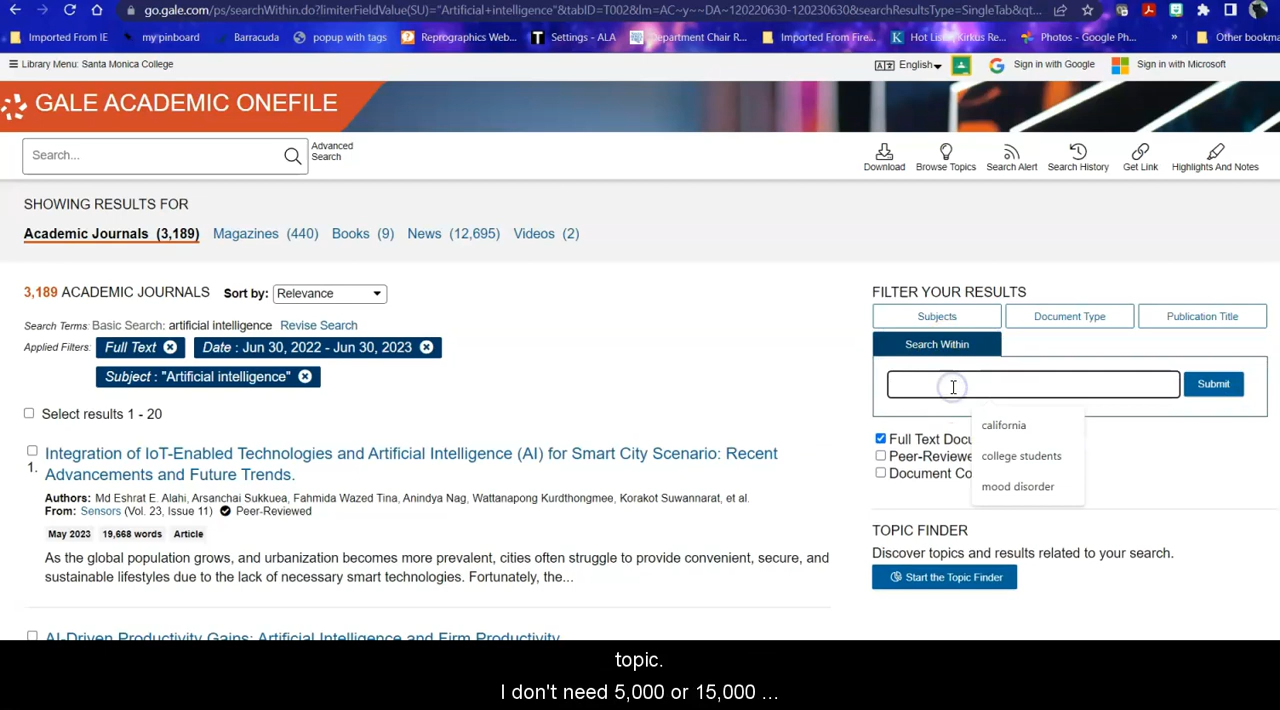 go.gale.com/ps/searchWithin.do?limiterFieldValue(SU)="Artificial+intelligence"&tabID=T002&lm=AC~y~~DA~120220630-120230630&searchResultsType=SingleTab&qt...
Imported From IE my pinboard Barracuda popup with tags Reprographics Web... Settings - ALA Department Chair R... Imported From Fire... Hot List Kirkus Re... Photos - Google Ph... » Other bookma
Library Menu: Santa Monica College English Sign in with Google Sign in with Microsoft
GALE ACADEMIC ONEFILE
Search... Advanced Search
Download Browse Topics Search Alert Search History Get Link Highlights And Notes
SHOWING RESULTS FOR
Academic Journals (3,189) Magazines (440) Books (9) News (12,695) Videos (2)
3,189 ACADEMIC JOURNALS Sort by: Relevance
Search Terms: Basic Search: artificial intelligence Revise Search
Applied Filters: Full Text Date : Jun 30, 2022 - Jun 30, 2023
Subject : "Artificial intelligence"
Select results 1 - 20
1. Integration of IoT-Enabled Technologies and Artificial Intelligence (AI) for Smart City Scenario: Recent
Advancements and Future Trends.
Authors: Md Eshrat E. Alahi, Arsanchai Sukkuea, Fahmida Wazed Tina, Anindya Nag, Wattanapong Kurdthongmee, Korakot Suwannarat, et al.
From: Sensors (Vol. 23, Issue 11) Peer-Reviewed
May 2023 19,668 words Article
As the global population grows, and urbanization becomes more prevalent, cities often struggle to provide convenient, secure, and
sustainable lifestyles due to the lack of necessary smart technologies. Fortunately, the...
AI-Driven Productivity Gains: Artificial Intelligence and Firm Productivity
FILTER YOUR RESULTS
Subjects Document Type Publication Title
Search Within
Submit
california
college students
mood disorder
Full Text Docu
Peer-Reviewe
Document Co
TOPIC FINDER
Discover topics and results related to your search.
Start the Topic Finder
topic.
I don't need 5,000 or 15,000 ...